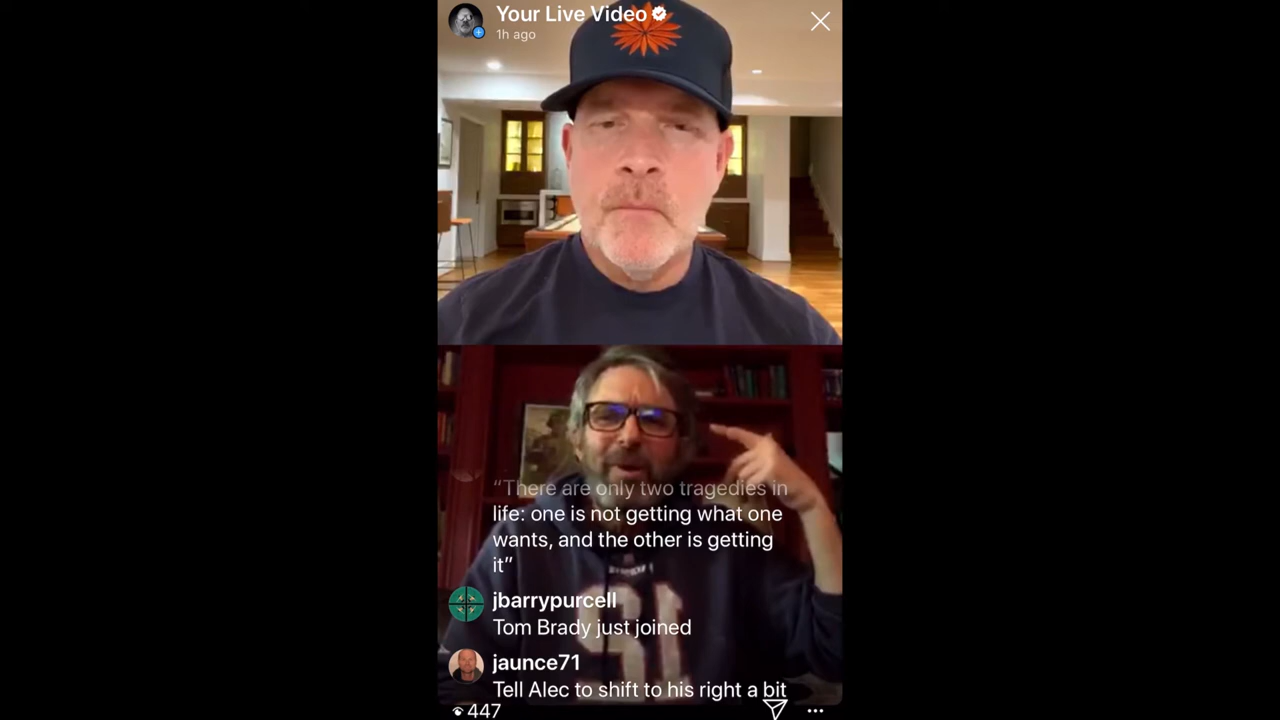 Your Live Video
1h ago
“There are only two tragedies in
life: one is not getting what one
wants, and the other is getting
it”
jbarrypurcell
Tom Brady just joined
jaunce71
Tell Alec to shift to his right a bit
447